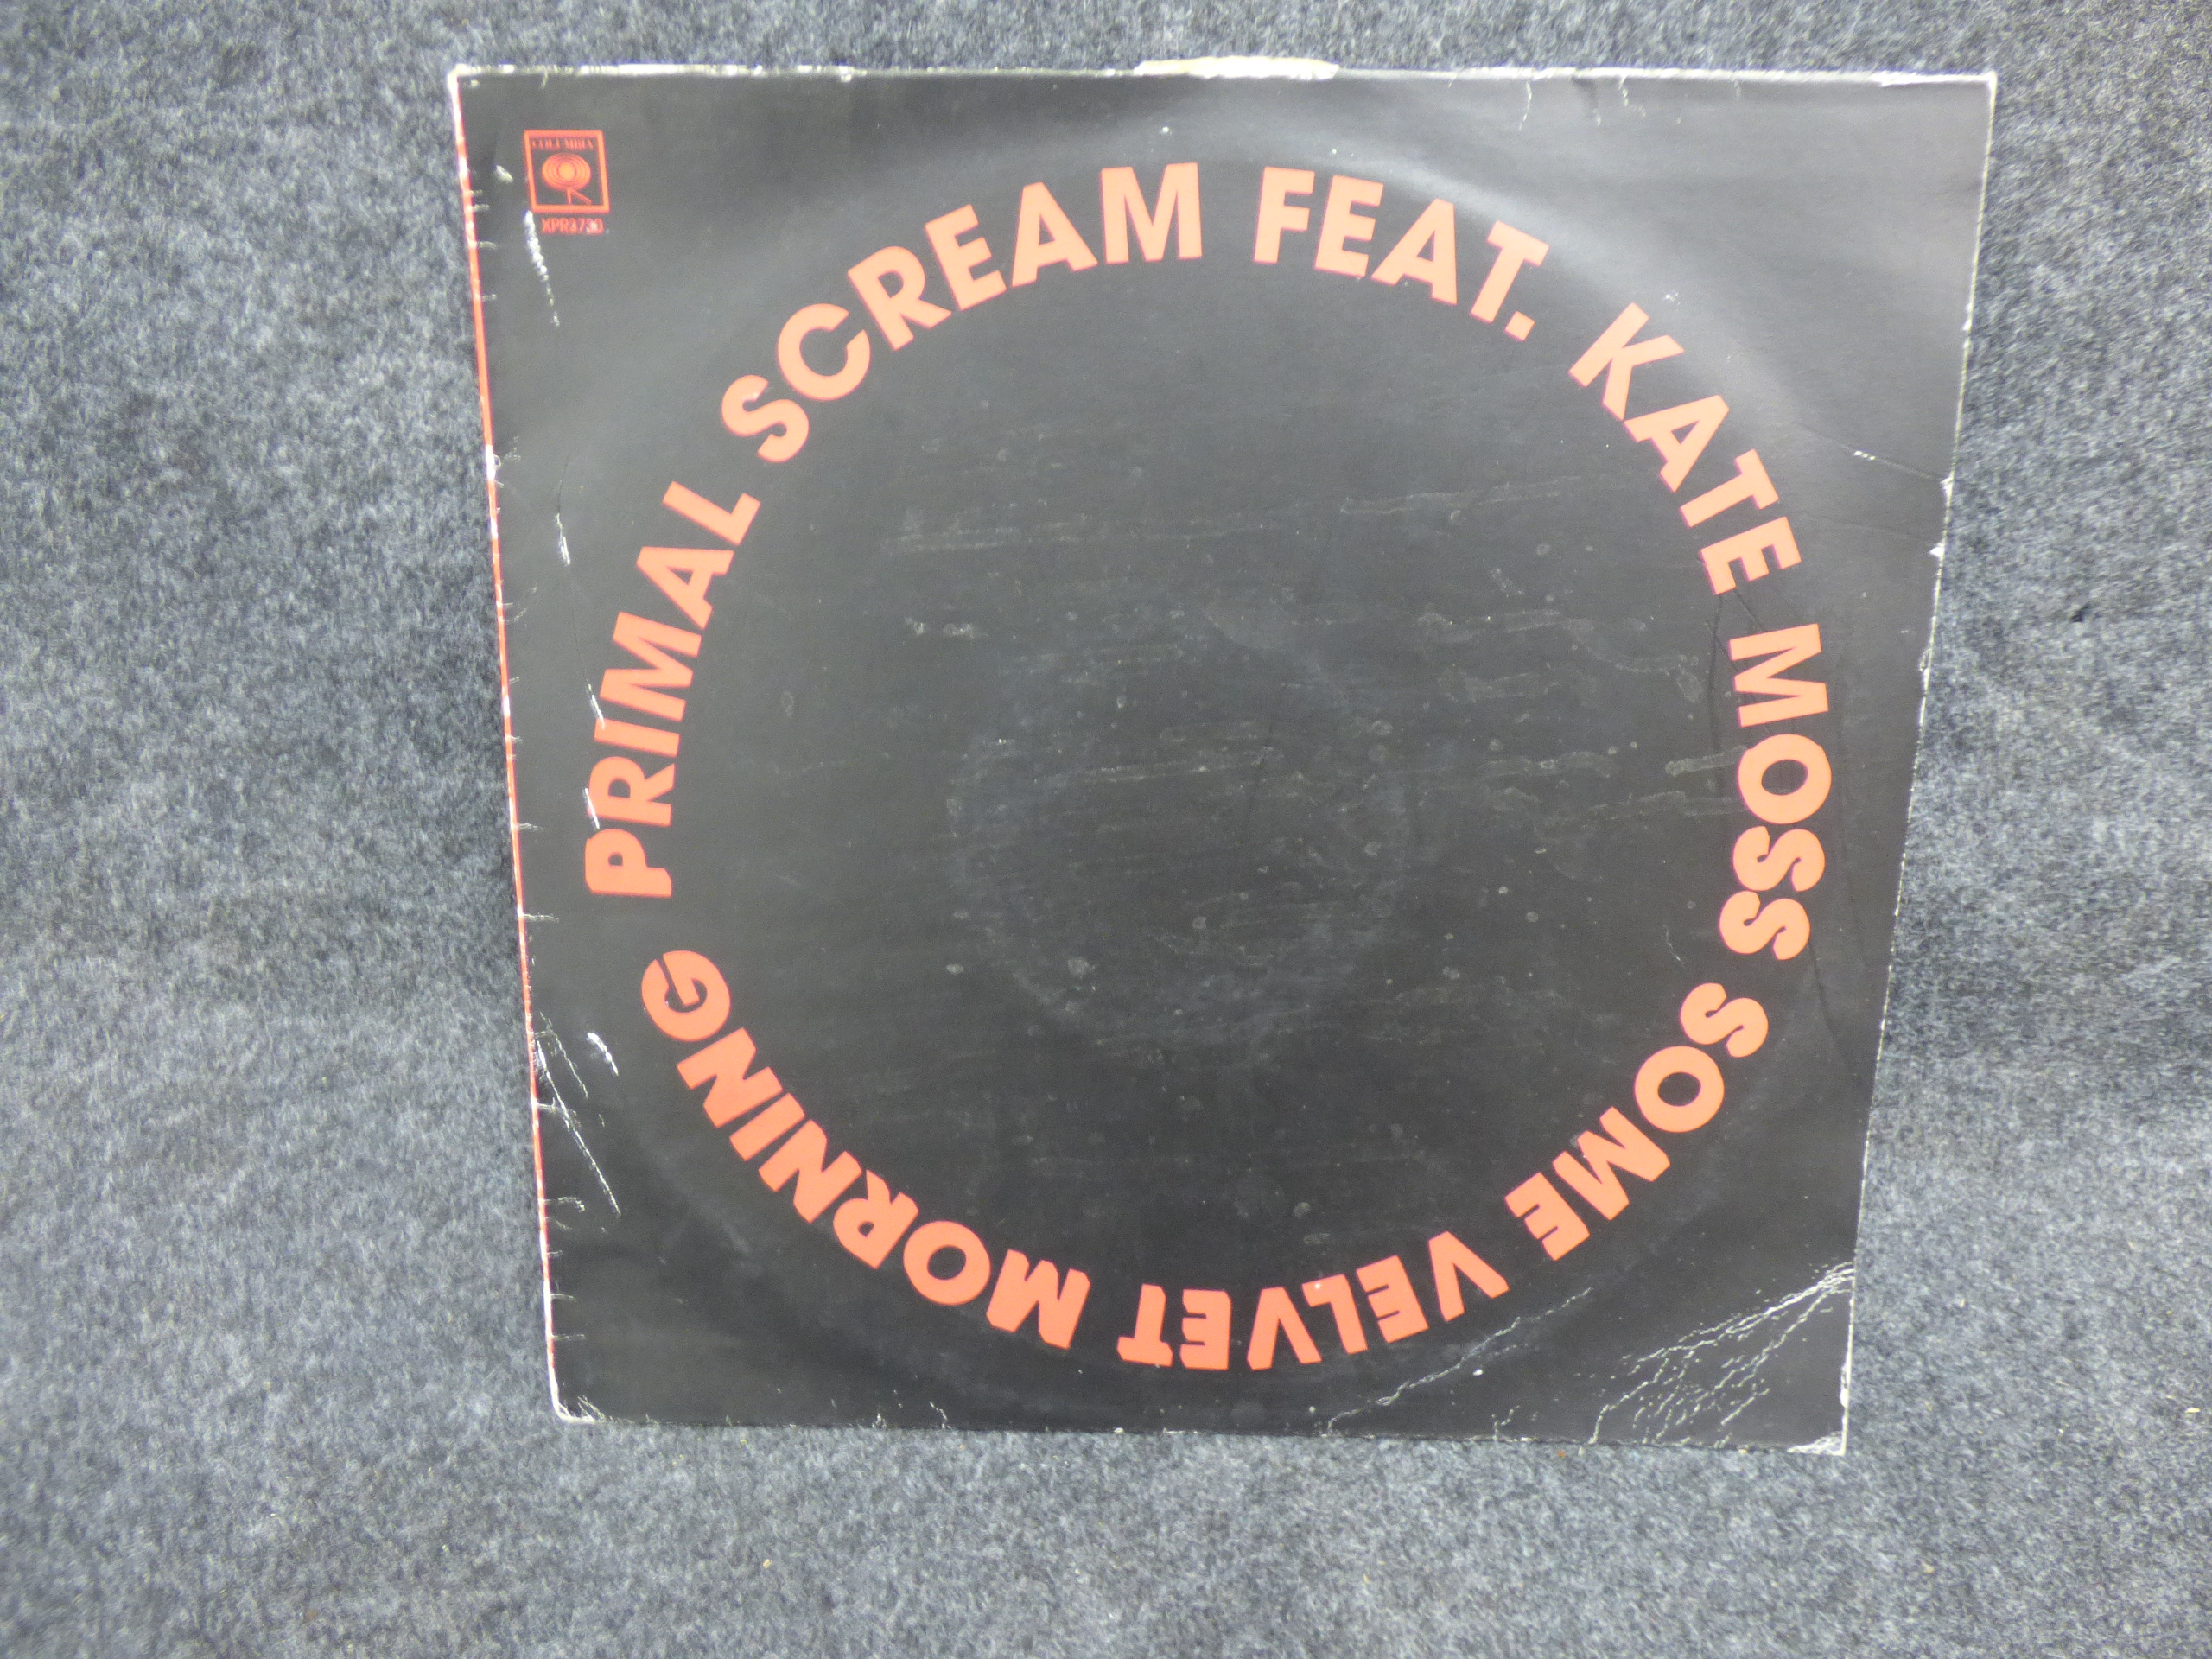 COLUMBIA
XPR3730
PRIMAL SCREAM FEAT. KATE MOSS SOME VELVET MORNING